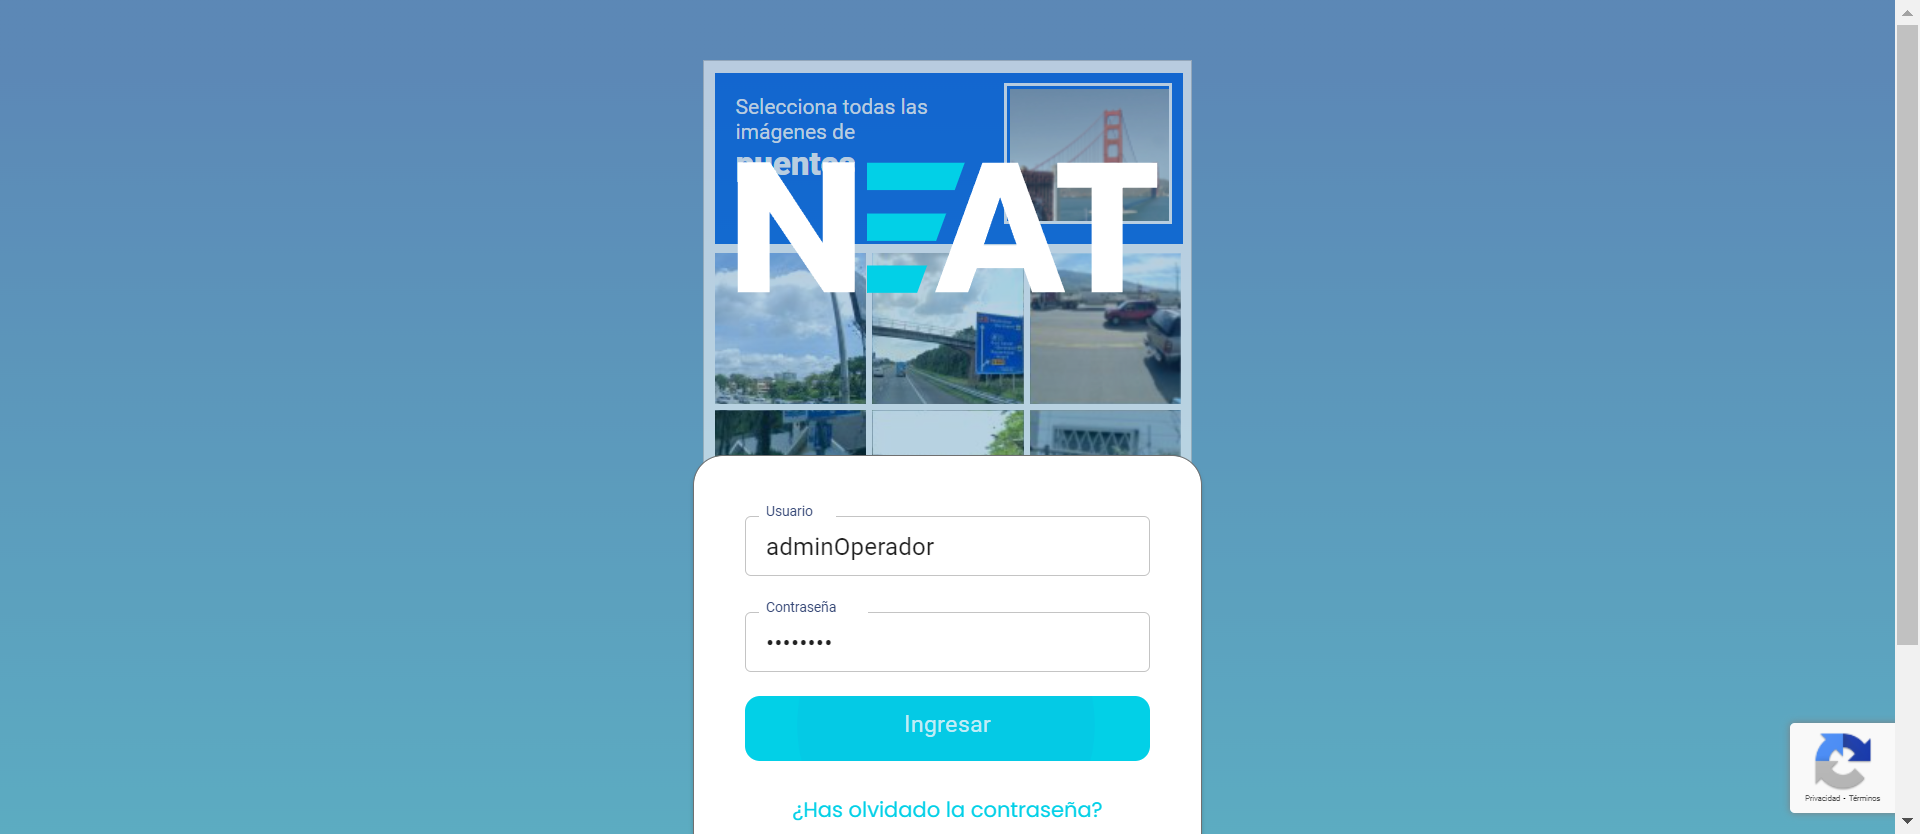 Selecciona todas las
imágenes de
puentes
NEAT
Usuario
adminOperador
Contraseña
••••••••
Ingresar
¿Has olvidado la contraseña?
Privacidad - Términos